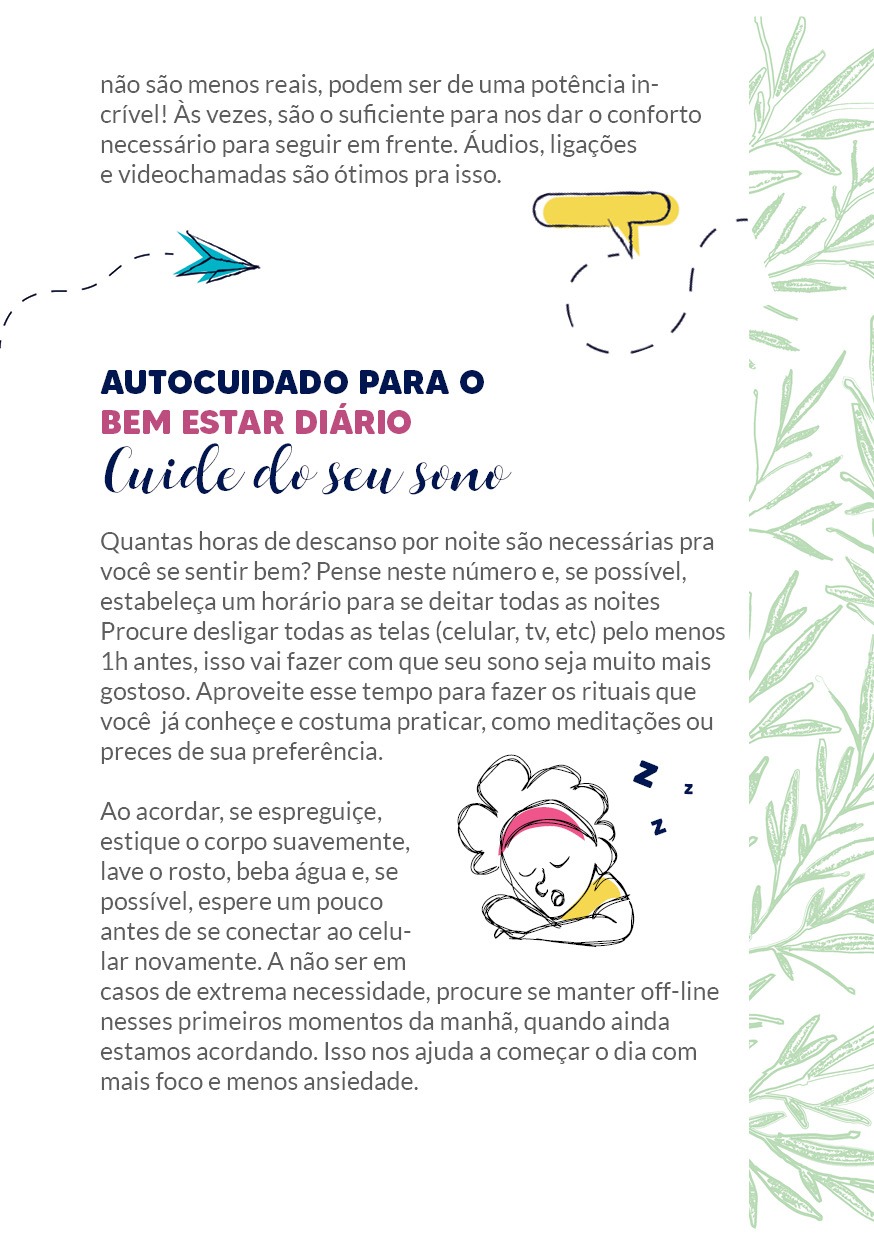 não são menos reais, podem ser de uma potência in-
crível! Às vezes, são o suficiente para nos dar o conforto
necessário para seguir em frente. Áudios, ligações
e videochamadas são ótimos pra isso.
AUTOCUIDADO PARA O
BEM ESTAR DIÁRIO
Cuide do seu sono
Quantas horas de descanso por noite são necessárias pra
você se sentir bem? Pense neste número e, se possível,
estabeleça um horário para se deitar todas as noites
Procure desligar todas as telas (celular, tv, etc) pelo menos
1h antes, isso vai fazer com que seu sono seja muito mais
gostoso. Aproveite esse tempo para fazer os rituais que
você  já conheçe e costuma praticar, como meditações ou
preces de sua preferência.
Z z
z
Ao acordar, se espreguiçe,
estique o corpo suavemente,
lave o rosto, beba água e, se
possível, espere um pouco
antes de se conectar ao celu-
lar novamente. A não ser em
casos de extrema necessidade, procure se manter off-line
nesses primeiros momentos da manhã, quando ainda
estamos acordando. Isso nos ajuda a começar o dia com
mais foco e menos ansiedade.